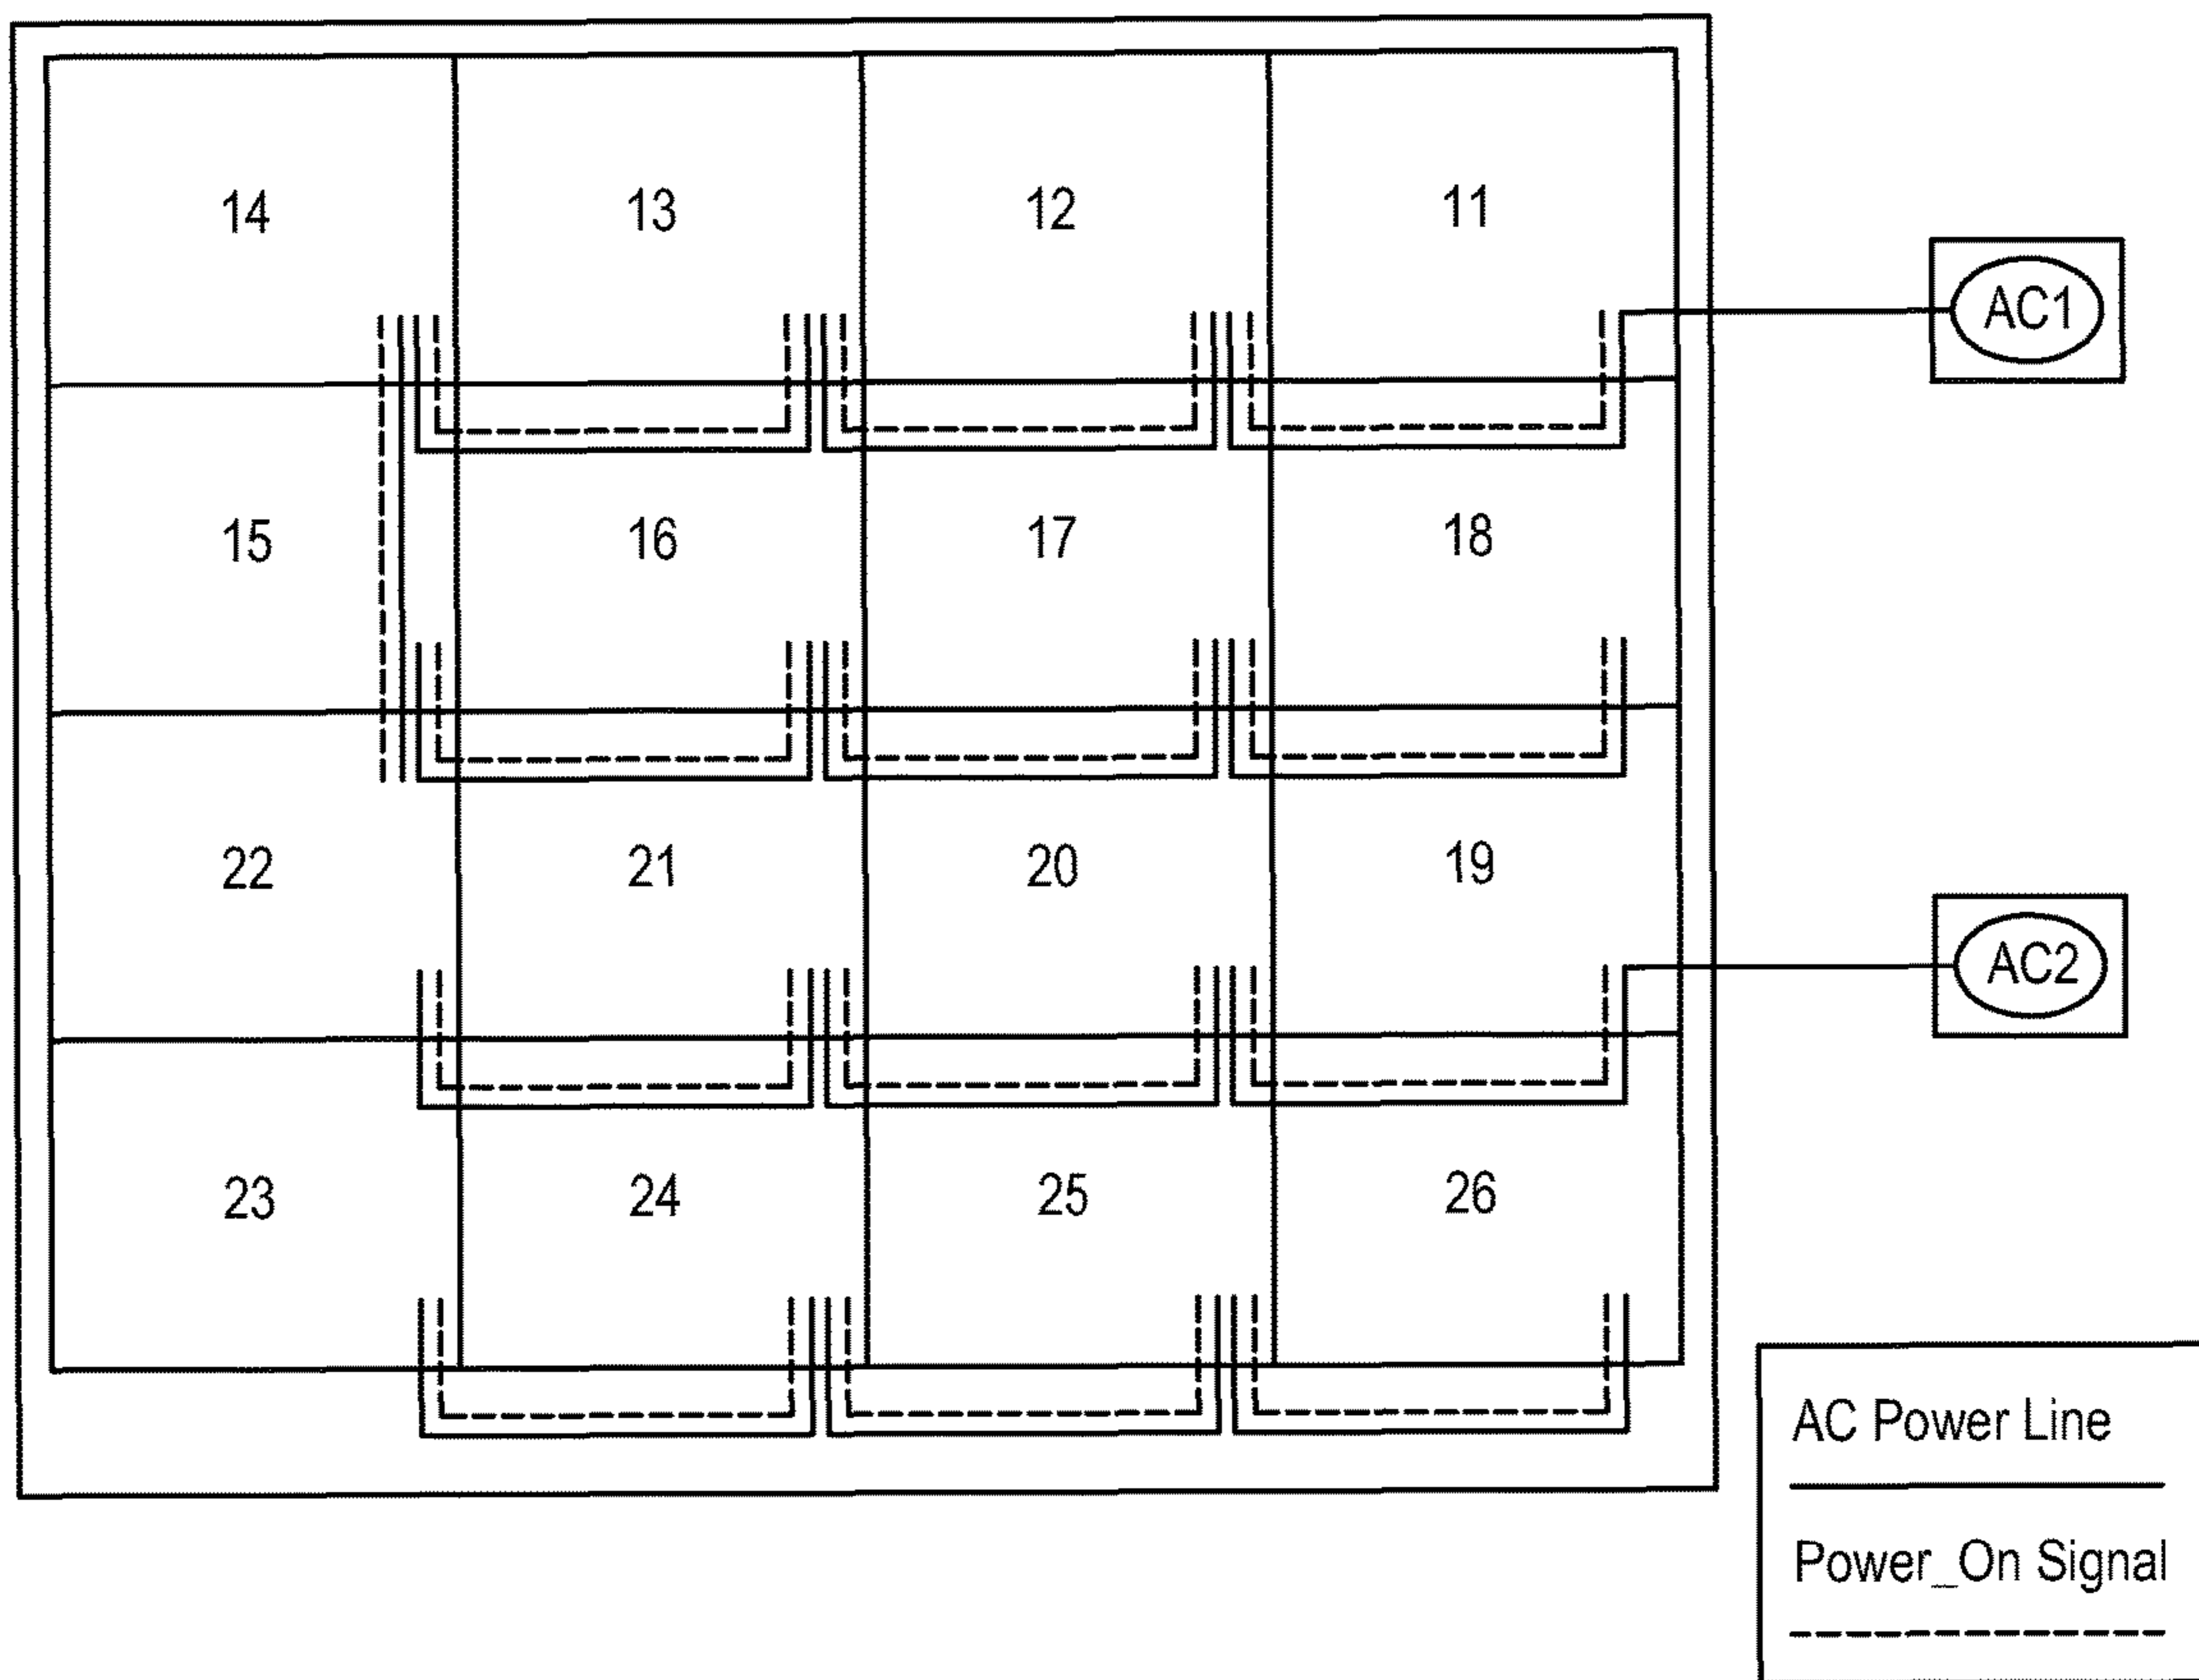 14 13 12 11
AC1
15 16 17 18
22 21 20 19
AC2
23 24 25 26
AC Power Line
Power_On Signal